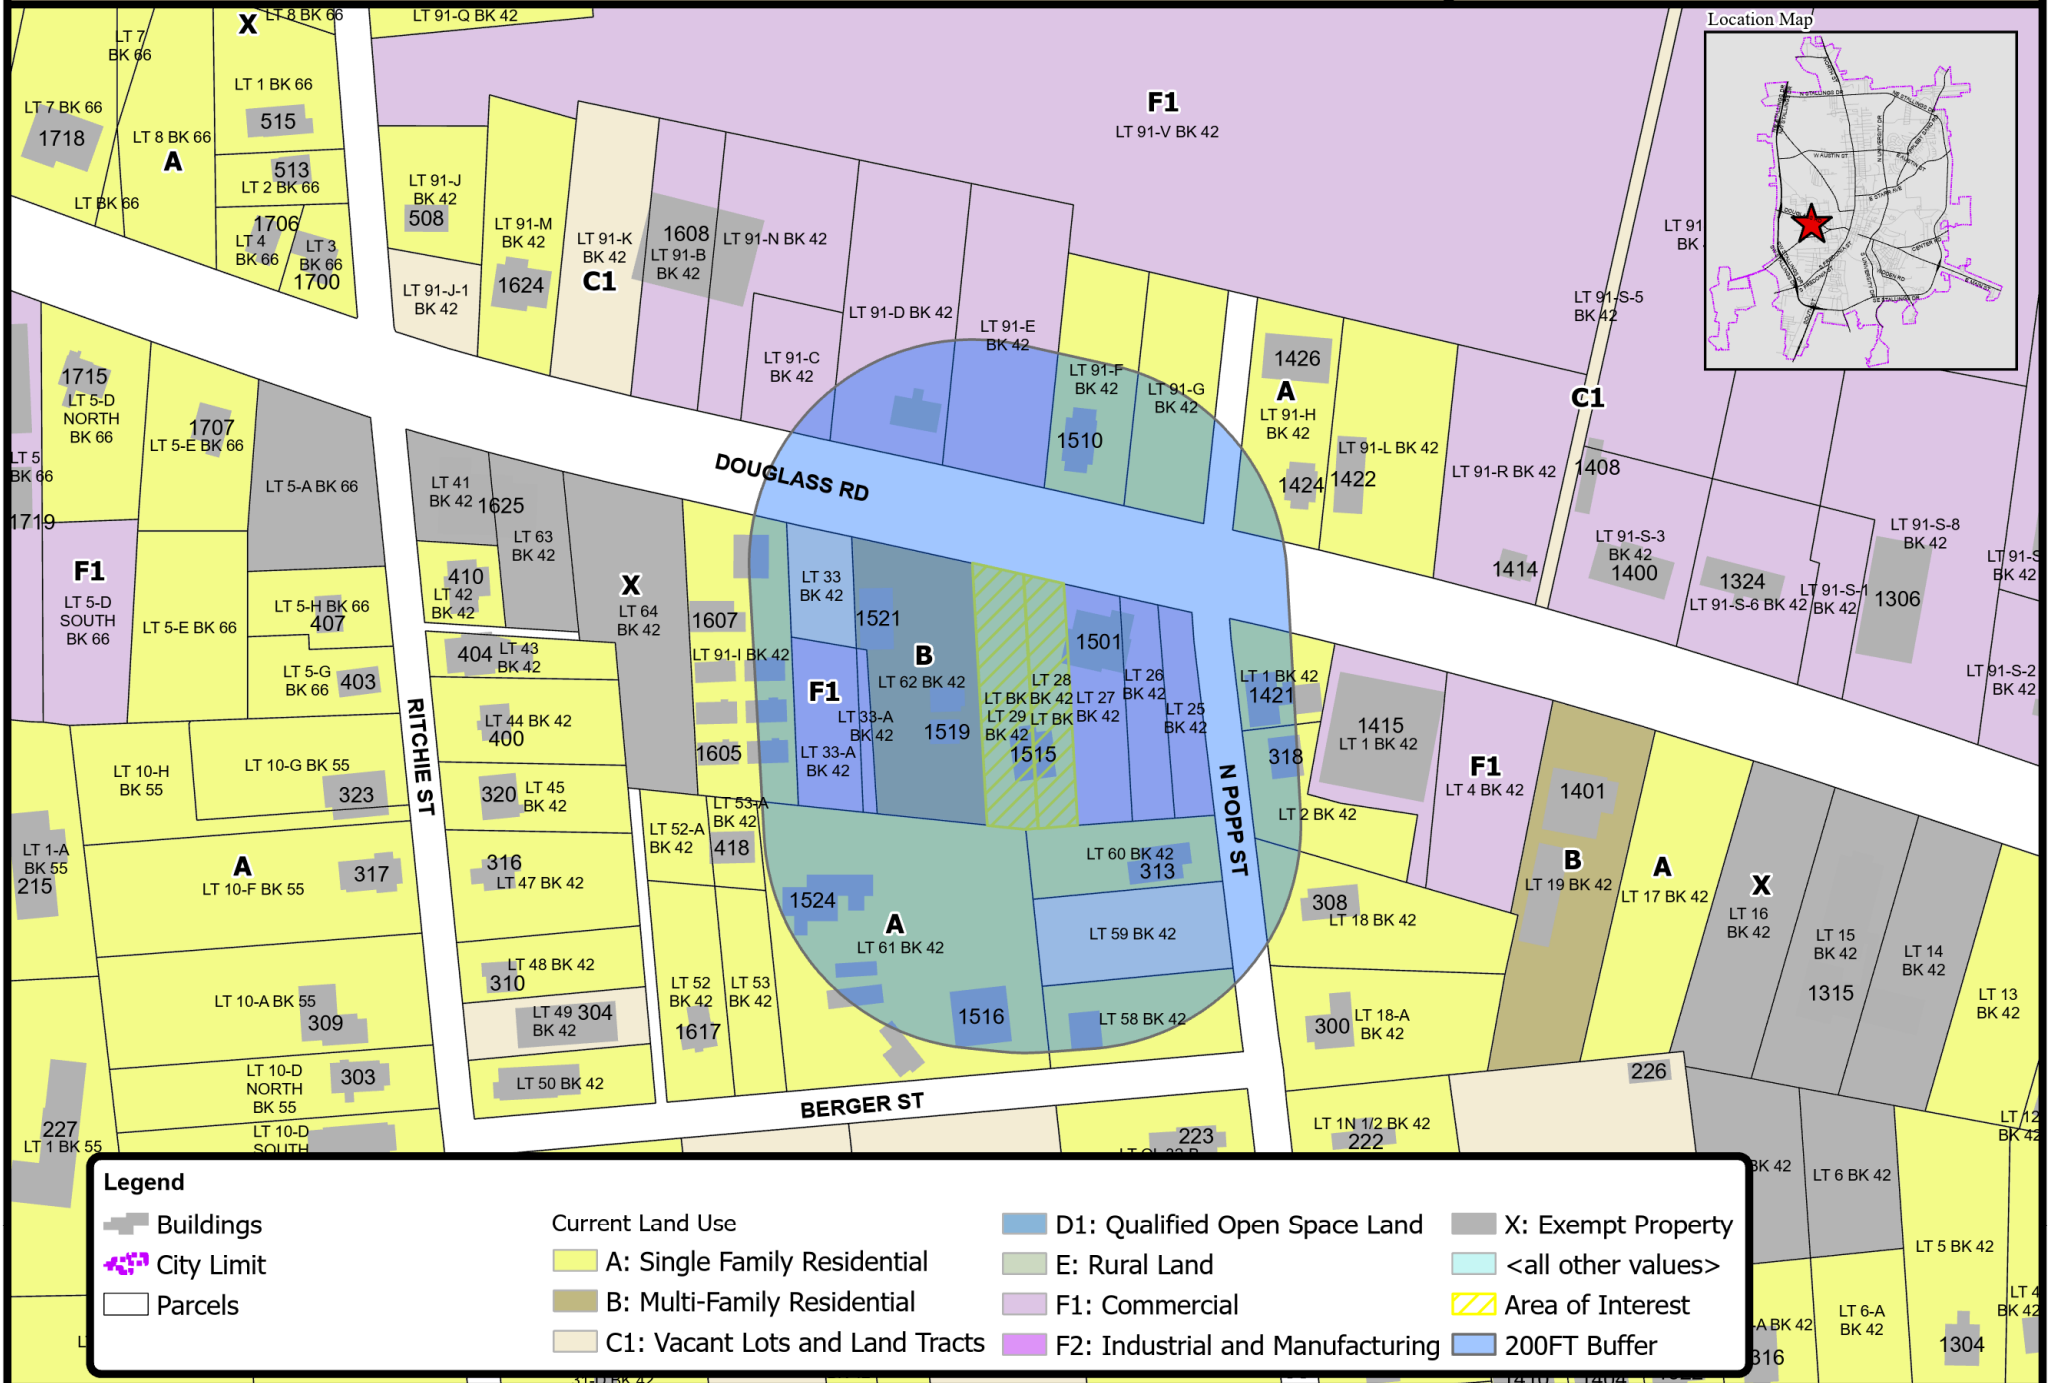 Location Map
X
LT 8 BK 66
LT 91-Q BK 42
LT 7
BK 66
LT 1 BK 66
515
LT 7 BK 66
1718
LT 8 BK 66
A
513
LT 2 BK 66
LT BK 66
1706
LT 4
BK 66
LT 3
BK 66
1700
F1
LT 91-V BK 42
LT 91-J
BK 42
508
LT 91-M
BK 42
1624
LT 91-K
BK 42
C1
1608
LT 91-B
BK 42
LT 91-N BK 42
LT 91-J-1
BK 42
LT 91-D BK 42
LT 91-E
BK 42
LT 91-C
BK 42
LT 91-F
BK 42
1510
LT 91-G
BK 42
1426
A
LT 91-H
BK 42
LT 91-L BK 42
1424
1422
LT 91-R BK 42
LT 91-S-5
BK 42
C1
1408
1414
LT 91-S-3
BK 42
1400
1324
LT 91-S-6 BK 42
LT 91-S-1
BK 42
LT 91-S-8
BK 42
1306
LT 91-S-2
BK 42
1715
LT 5-D
NORTH
BK 66
1707
LT 5-E BK 66
LT 5
BK 66
1719
LT 5-A BK 66
F1
LT 5-D
SOUTH
BK 66
LT 5-E BK 66
LT 5-H BK 66
407
LT 5-G
BK 66
403
LT 41
BK 42
1625
LT 63
BK 42
410
LT 42
BK 42
X
LT 64
BK 42
404
LT 43
BK 42
LT 44 BK 42
400
320
LT 45
BK 42
316
LT 47 BK 42
LT 48 BK 42
310
LT 49
BK 42
304
LT 50 BK 42
DOUGLASS RD
RITCHIE ST
N POPP ST
BERGER ST
1607
LT 91-I BK 42
1605
LT 33
BK 42
1521
B
LT 62 BK 42
F1
LT 33-A
BK 42
1519
LT 33-A
BK 42
LT 28
BK 42
LT BK
LT 29
BK 42
LT BK
1515
1501
LT 27
BK 42
LT 26
BK 42
LT 25
BK 42
LT 1 BK 42
1421
318
LT 2 BK 42
1415
LT 1 BK 42
F1
LT 4 BK 42
1401
B
LT 19 BK 42
A
LT 17 BK 42
X
LT 16
BK 42
LT 15
BK 42
1315
LT 14
BK 42
LT 13
BK 42
LT 10-H
BK 55
LT 10-G BK 55
323
LT 1-A
BK 55
215
A
LT 10-F BK 55
317
LT 10-A BK 55
309
LT 10-D
NORTH
BK 55
303
LT 10-D
SOUTH
227
LT 1 BK 55
LT 52-A
BK 42
LT 53-A
BK 42
418
LT 52
BK 42
LT 53
BK 42
1617
1524
A
LT 61 BK 42
1516
LT 60 BK 42
313
LT 59 BK 42
LT 58 BK 42
308
LT 18 BK 42
300
LT 18-A
BK 42
226
223
LT 1N 1/2 BK 42
222
BK 42
LT 6 BK 42
LT 5 BK 42
LT 6-A
BK 42
1304
Legend
Buildings
City Limit
Parcels
Current Land Use
A: Single Family Residential
B: Multi-Family Residential
C1: Vacant Lots and Land Tracts
D1: Qualified Open Space Land
E: Rural Land
F1: Commercial
F2: Industrial and Manufacturing
X: Exempt Property
<all other values>
Area of Interest
200FT Buffer